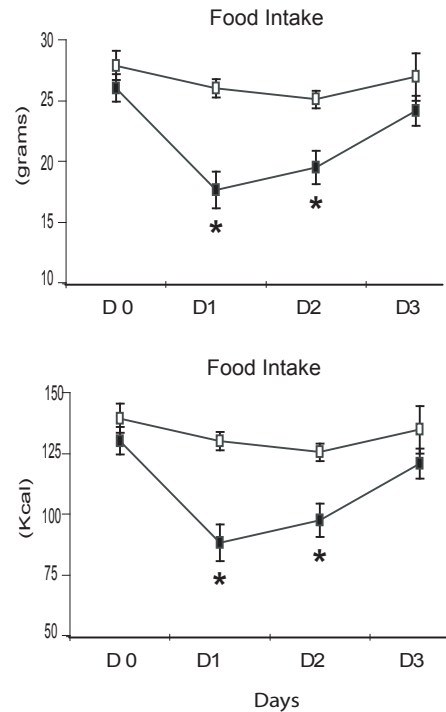 Food Intake
30
25
20
15
10
(grams)
*
*
D 0 D1 D2 D3
Food Intake
150
125
100
75
50
(Kcal)
*
*
D 0 D1 D2 D3
Days